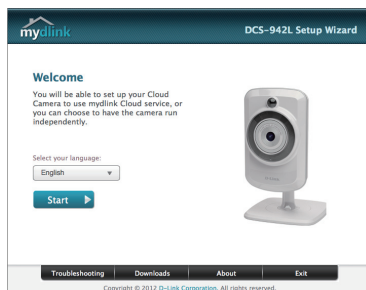 mydlink
DCS-942L Setup Wizard
Welcome
You will be able to set up your Cloud
Camera to use mydlink Cloud service, or
you can choose to have the camera run
independently.
Select your language:
English
Start
D-Link
Troubleshooting
Downloads
About
Exit
Copyright © 2012 D-Link Corporation. All rights reserved.